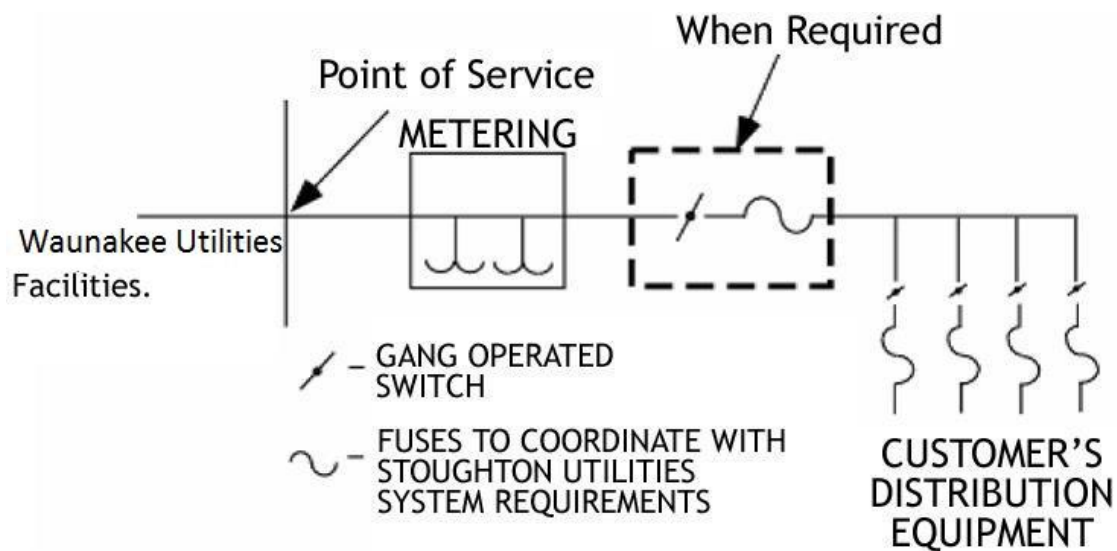 When Required
Point of Service
METERING
Waunakee Utilities
Facilities.
– GANG OPERATED
SWITCH
– FUSES TO COORDINATE WITH
STOUGHTON UTILITIES
SYSTEM REQUIREMENTS
CUSTOMER'S
DISTRIBUTION
EQUIPMENT